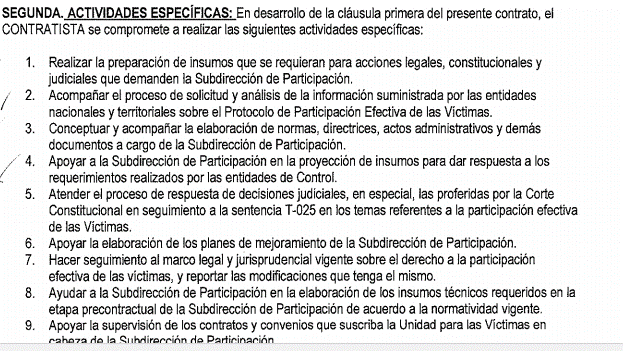 SEGUNDA. ACTIVIDADES ESPECÍFICAS: En desarrollo de la cláusula primera del presente contrato, el
CONTRATISTA se compromete a realizar las siguientes actividades específicas:
1. Realizar la preparación de insumos que se requieran para acciones legales, constitucionales y
judiciales que demanden la Subdirección de Participación.
2. Acompañar el proceso de solicitud y análisis de la información suministrada por las entidades
nacionales y territoriales sobre el Protocolo de Participación Efectiva de las Víctimas.
3. Conceptuar y acompañar la elaboración de normas, directrices, actos administrativos y demás
documentos a cargo de la Subdirección de Participación.
4. Apoyar a la Subdirección de Participación en la proyección de insumos para dar respuesta a los
requerimientos realizados por las entidades de Control.
5. Atender el proceso de respuesta de decisiones judiciales, en especial, las proferidas por la Corte
Constitucional en seguimiento a la sentencia T-025 en los temas referentes a la participación efectiva
de las Víctimas.
6. Apoyar la elaboración de los planes de mejoramiento de la Subdirección de Participación.
7. Hacer seguimiento al marco legal y jurisprudencial vigente sobre el derecho a la participación
efectiva de las víctimas, y reportar las modificaciones que tenga el mismo.
8. Ayudar a la Subdirección de Participación en la elaboración de los insumos técnicos requeridos en la
etapa precontractual de la Subdirección de Participación de acuerdo a la normatividad vigente.
9. Apoyar la supervisión de los contratos y convenios que suscriba la Unidad para las Víctimas en
cabeza de la Subdirección de Participación